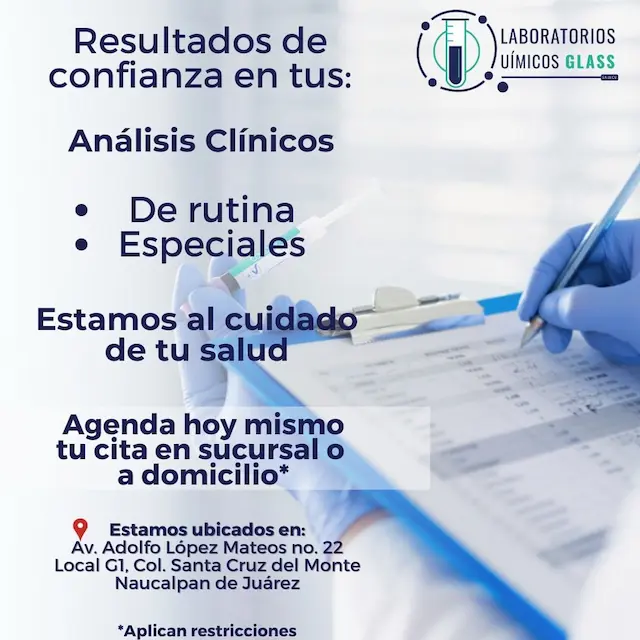 Resultados de
confianza en tus:
LABORATORIOS
UÍMICOS GLASS
Análisis Clínicos
• De rutina
• Especiales
Estamos al cuidado
de tu salud
Agenda hoy mismo
tu cita en sucursal o
a domicilio*
Estamos ubicados en:
Av. Adolfo López Mateos no. 22
Local G1, Col. Santa Cruz del Monte
Naucalpan de Juárez
*Aplican restricciones